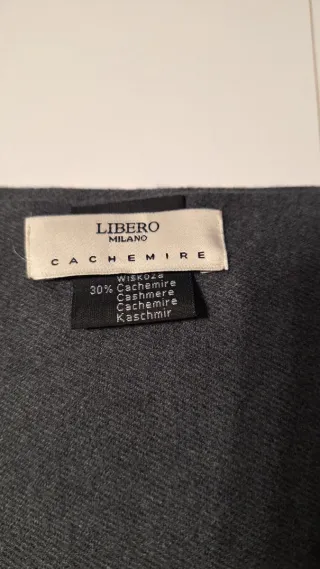 LIBERO
MILANO
CACHEMIRE
Wiskoza
30% Cachemire
Cashmere
Cachemire
Kaschmir